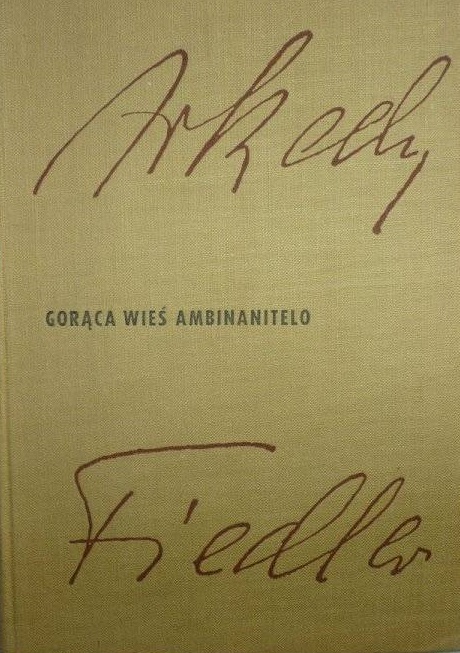 Arkady
GORĄCA WIEŚ AMBINANITELO
Fiedler